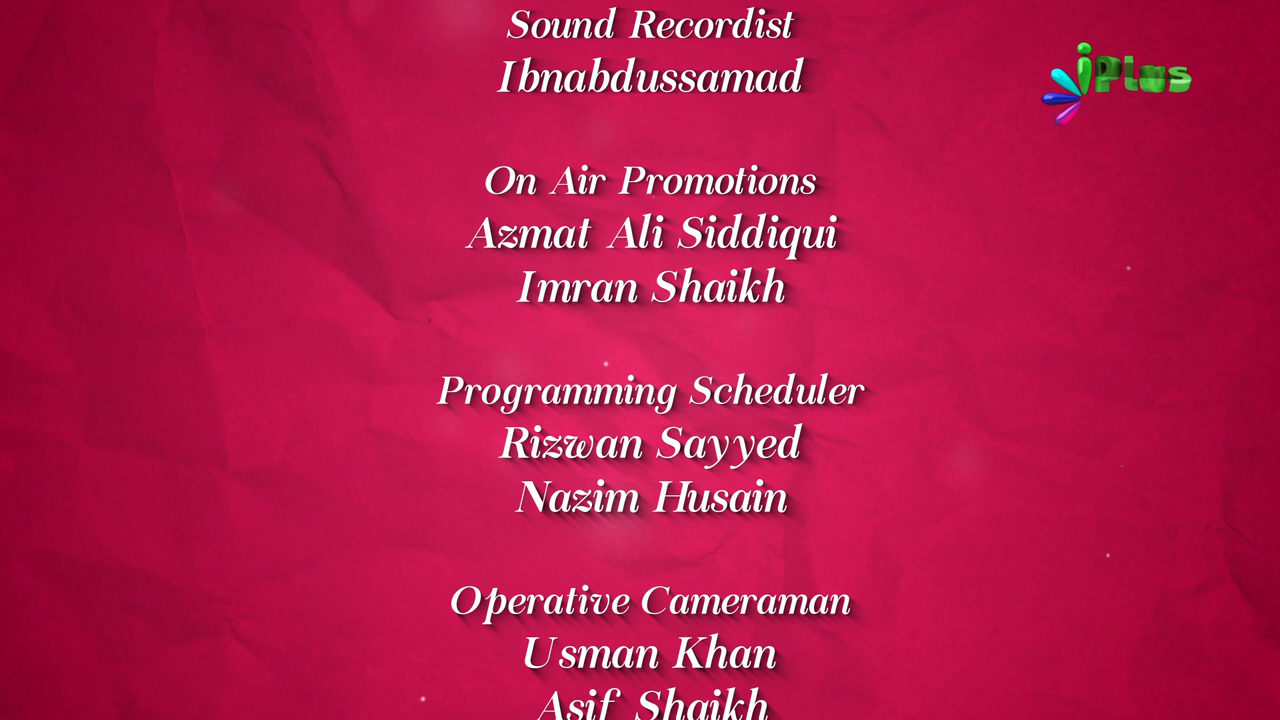 Sound Recordist
Ibnabdussamad
iPlus
On Air Promotions
Azmat Ali Siddiqui
Imran Shaikh
Programming Scheduler
Rizwan Sayyed
Nazim Husain
Operative Cameraman
Usman Khan
Asif Shaikh